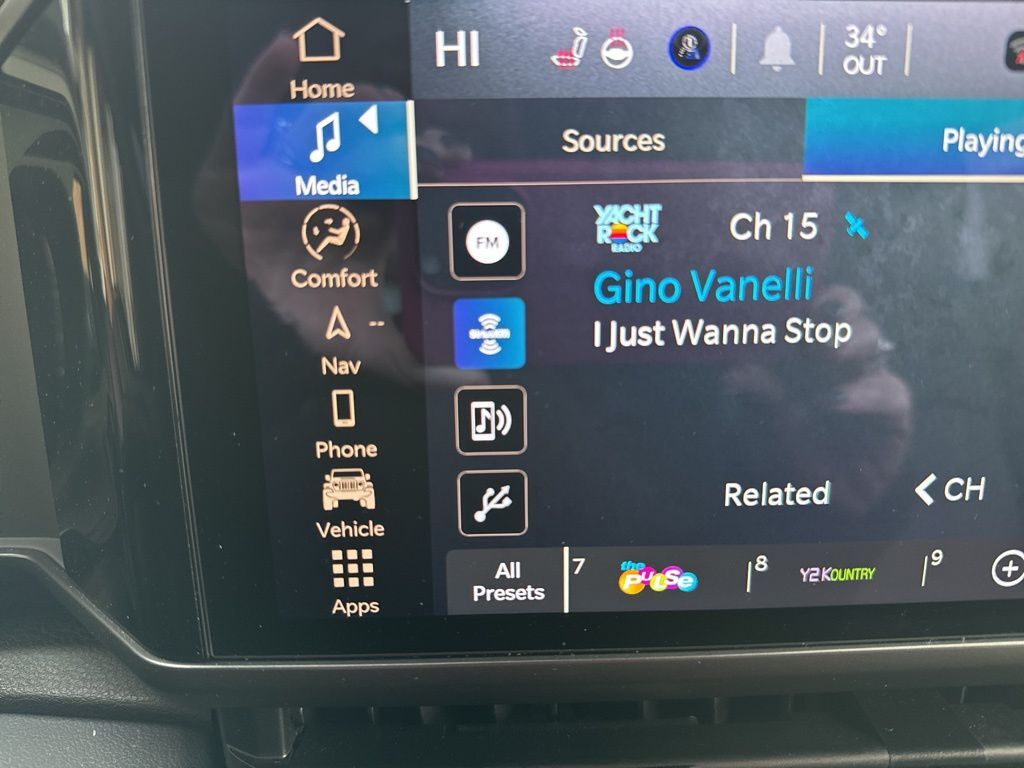 Home
Media
Comfort
Nav
--
Phone
Vehicle
Apps
HI
34°
OUT
Sources
Playing
FM
YACHT
ROCK
RADIO
Ch 15
Gino Vanelli
I Just Wanna Stop
Related
CH
All
Presets
7
the
PULSE
8
Y2KOUNTRY
9